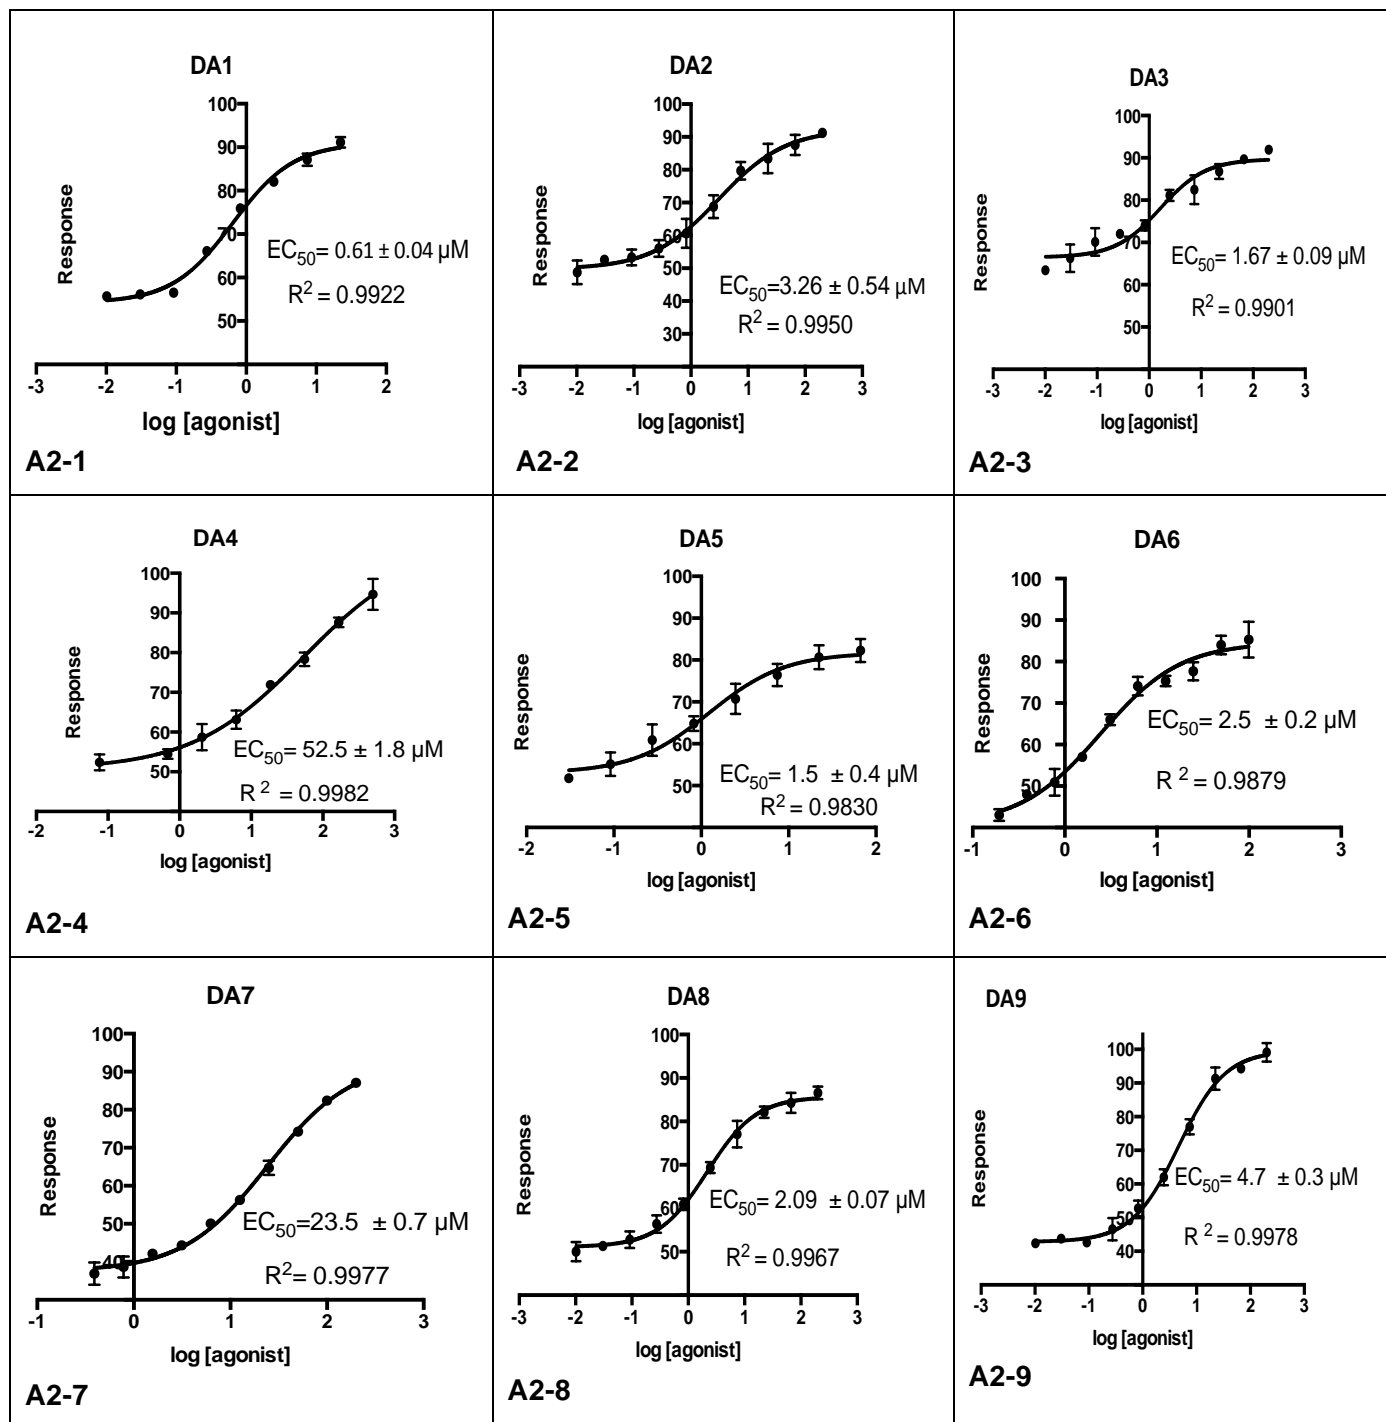 DA1
100
90
80
70
60
50
Response
EC50= 0.61 ± 0.04 µM
R2 = 0.9922
-3 -2 -1 0 1 2
log [agonist]
A2-1
DA2
100
90
80
70
60
50
40
30
Response
EC50=3.26 ± 0.54 µM
R2 = 0.9950
-3 -2 -1 0 1 2 3
log [agonist]
A2-2
DA3
100
90
80
70
60
50
Response
EC50= 1.67 ± 0.09 µM
R2 = 0.9901
-3 -2 -1 0 1 2 3
log [agonist]
A2-3
DA4
100
90
80
70
60
50
Response
EC50= 52.5 ± 1.8 µM
R 2 = 0.9982
-2 -1 0 1 2 3
log [agonist]
A2-4
DA5
100
90
80
70
60
50
Response
EC50= 1.5 ± 0.4 µM
R2 = 0.9830
-2 -1 0 1 2
log [agonist]
A2-5
DA6
100
90
80
70
60
50
Response
EC50= 2.5 ± 0.2 µM
R 2 = 0.9879
-1 0 1 2 3
log [agonist]
A2-6
DA7
100
90
80
70
60
50
40
Response
EC50=23.5 ± 0.7 µM
R2= 0.9977
-1 0 1 2 3
log [agonist]
A2-7
DA8
100
90
80
70
60
50
Response
EC50= 2.09 ± 0.07 µM
R2= 0.9967
-3 -2 -1 0 1 2 3
log [agonist]
A2-8
DA9
100
90
80
70
60
50
40
Response
EC50= 4.7 ± 0.3 µM
R 2 = 0.9978
-3 -2 -1 0 1 2 3
log [agonist]
A2-9